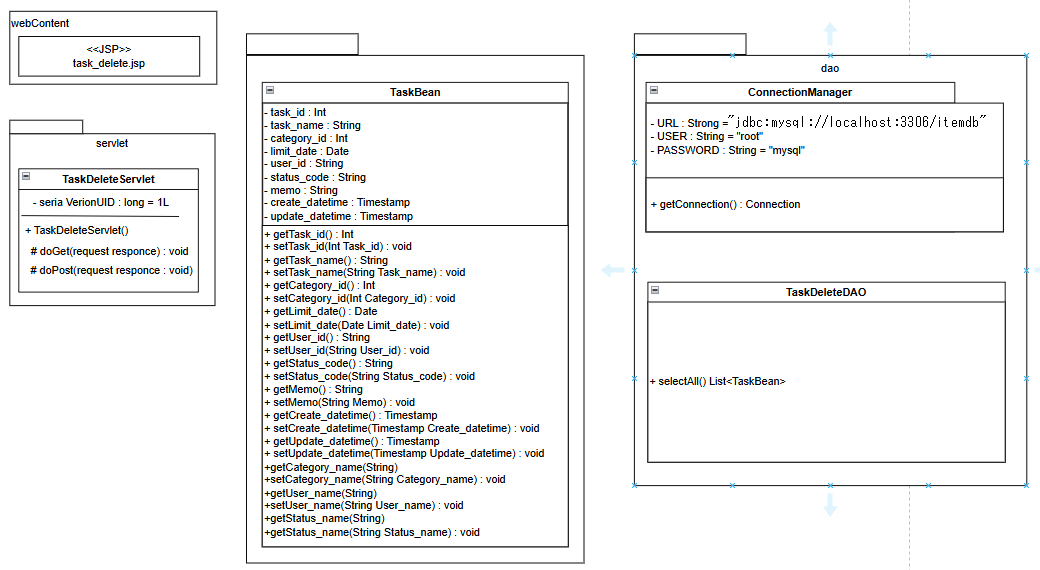 webContent
<<JSP>>
task_delete.jsp
servlet
TaskDeleteServlet
- seria VerionUID : long = 1L
+ TaskDeleteServlet()
# doGet(request responce) : void
# doPost(request responce : void)
TaskBean
- task_id : Int
- task_name : String
- category_id : Int
- limit_date : Date
- user_id : String
- status_code : String
- memo : String
- create_datetime : Timestamp
- update_datetime : Timestamp
+ getTask_id() : Int
+ setTask_id(Int Task_id) : void
+ getTask_name() : String
+ setTask_name(String Task_name) : void
+ getCategory_id() : Int
+ setCategory_id(Int Category_id) : void
+ getLimit_date() : Date
+ setLimit_date(Date Limit_date) : void
+ getUser_id() : String
+ setUser_id(String User_id) : void
+ getStatus_code() : String
+ setStatus_code(String Status_code) : void
+ getMemo() : String
+ setMemo(String Memo) : void
+ getCreate_datetime() : Timestamp
+ setCreate_datetime(Timestamp Create_datetime) : void
+ getUpdate_datetime() : Timestamp
+ setUpdate_datetime(Timestamp Update_datetime) : void
+getCategory_name(String)
+setCategory_name(String Category_name) : void
+getUser_name(String)
+setUser_name(String User_name) : void
+getStatus_name(String)
+getStatus_name(String Status_name) : void
dao
ConnectionManager
- URL : Strong ="jdbc:mysql://localhost:3306/itemdb"
- USER : String = "root"
- PASSWORD : String = "mysql"
+ getConnection() : Connection
TaskDeleteDAO
+ selectAll() List<TaskBean>